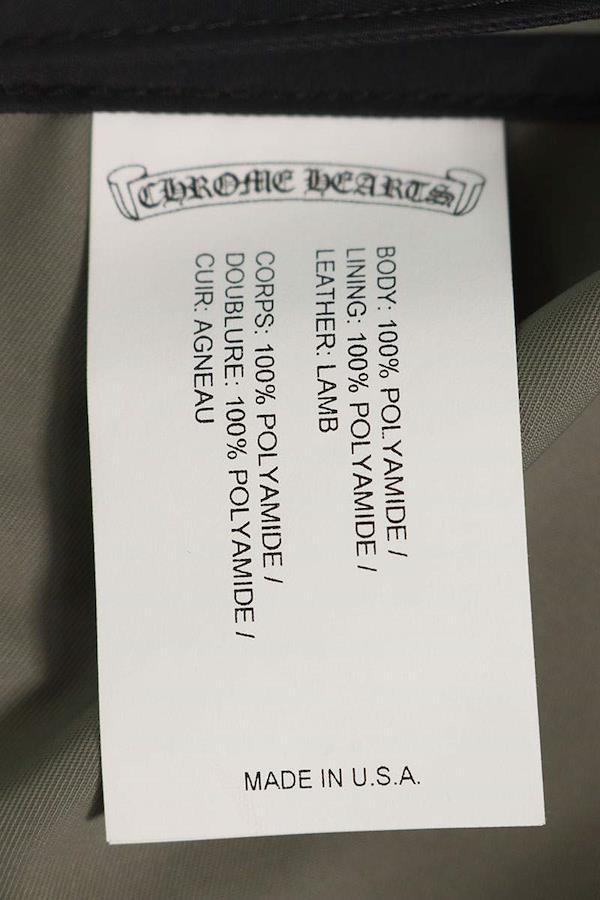 CHROME HEARTS
BODY: 100% POLYAMIDE /
LINING: 100% POLYAMIDE /
LEATHER: LAMB
CORPS: 100% POLYAMIDE /
DOUBLURE: 100% POLYAMIDE /
CUIR: AGNEAU
MADE IN U.S.A.